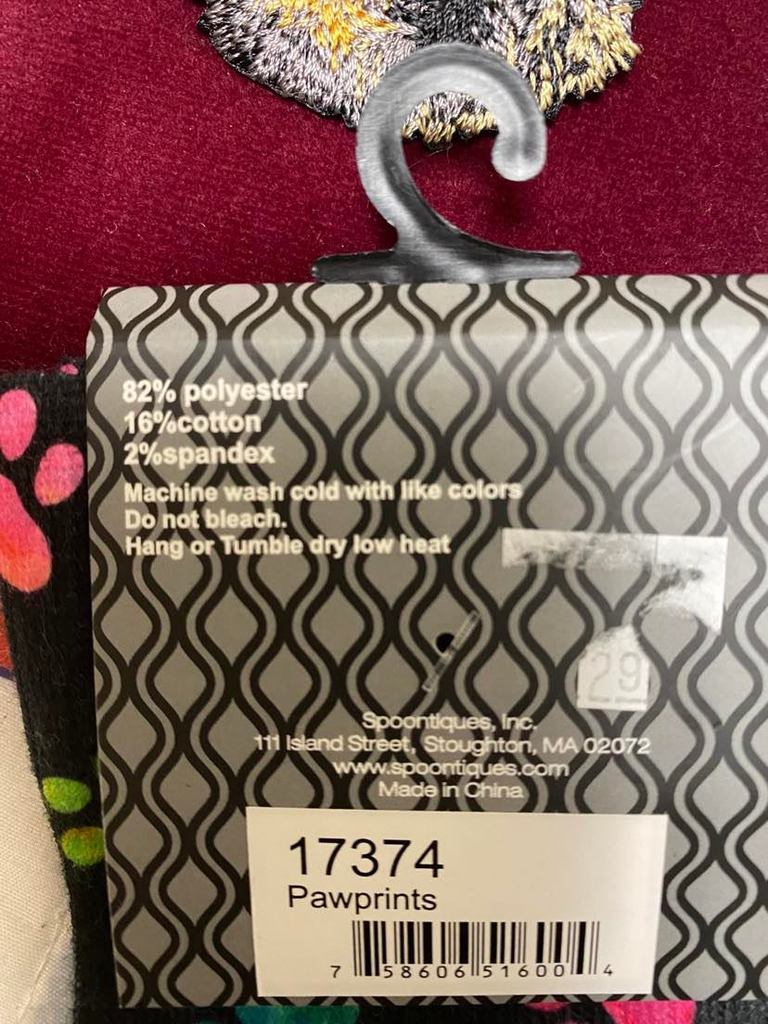 82% polyester
16%cotton
2%spandex
Machine wash cold with like colors
Do not bleach.
Hang or Tumble dry low heat
29
Spoontiques, Inc.
111 Island Street, Stoughton, MA 02072
www.spoontiques.com
Made in China
17374
Pawprints
7 58606 51600 4